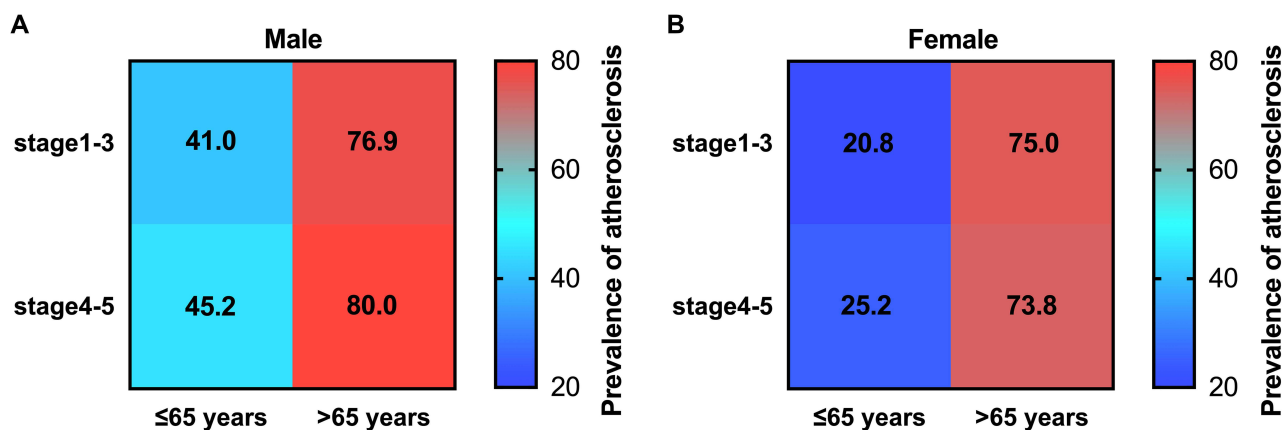 A
Male
stage1-3
41.0
76.9
stage4-5
45.2
80.0
≤65 years
>65 years
80
60
40
20
Prevalence of atherosclerosis
B
Female
stage1-3
20.8
75.0
stage4-5
25.2
73.8
≤65 years
>65 years
80
60
40
20
Prevalence of atherosclerosis